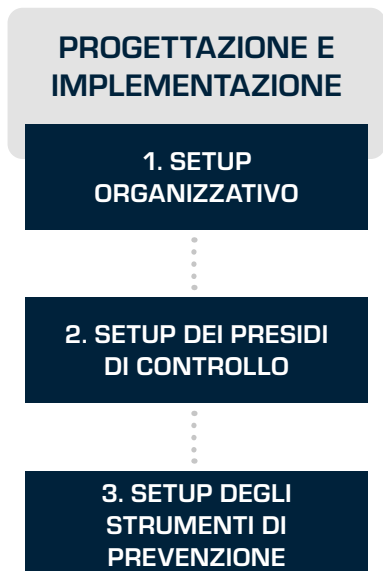 PROGETTAZIONE E
IMPLEMENTAZIONE
1. SETUP
ORGANIZZATIVO
2. SETUP DEI PRESIDI
DI CONTROLLO
3. SETUP DEGLI
STRUMENTI DI
PREVENZIONE